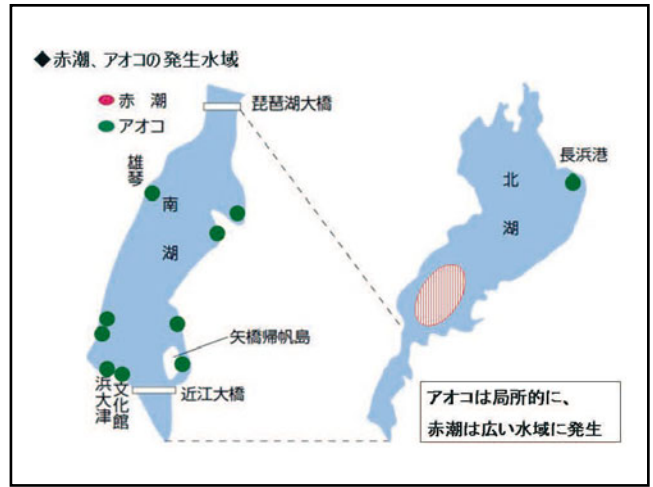 ◆赤潮、アオコの発生水域
赤 潮
アオコ
琵琶湖大橋
雄琴
南湖
矢橋帰帆島
近江大橋
文化館
浜大津
長浜港
北湖
アオコは局所的に、
赤潮は広い水域に発生